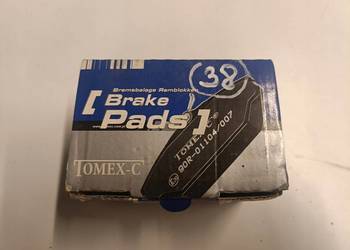 Bremsbelage Remblokken
[ Brake
Pads ]
38
TOMEX-C®
90R-01104/007
TOMEX-C